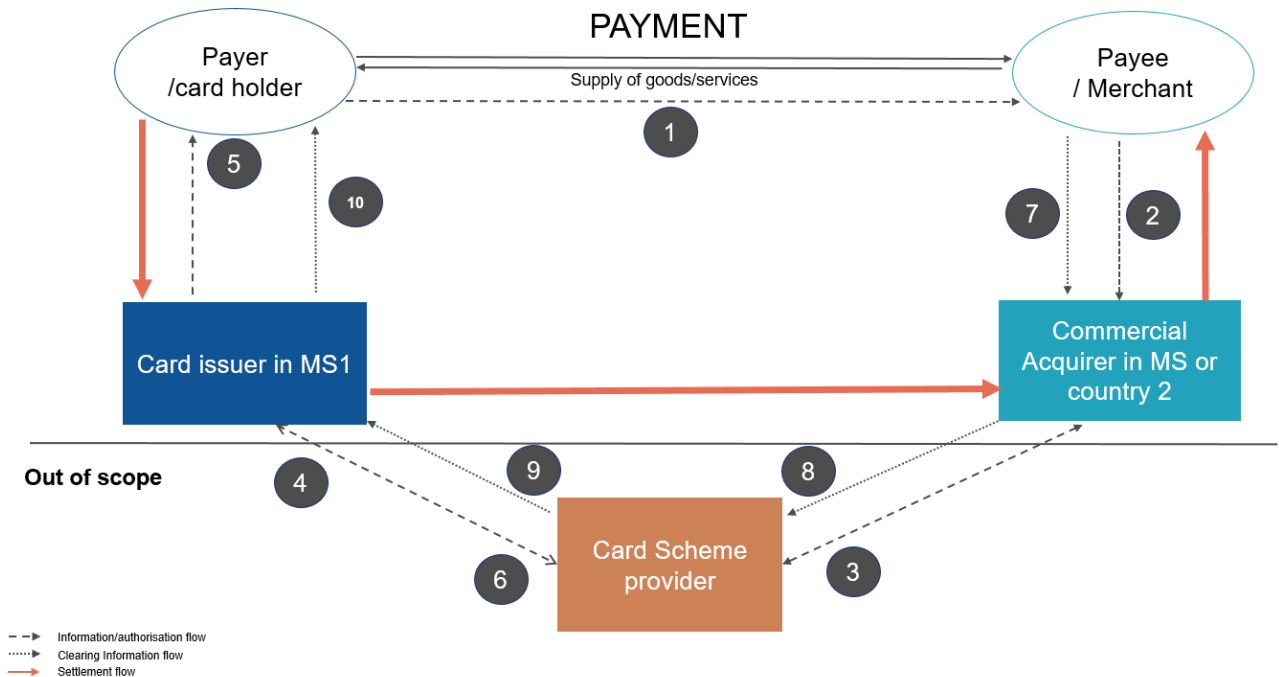 PAYMENT
Payer
/card holder
Payee
/ Merchant
Supply of goods/services
1
5
10
7
2
Card issuer in MS1
Commercial
Acquirer in MS or
country 2
Out of scope
4
9
8
6
3
Card Scheme
provider
Information/authorisation flow
Clearing Information flow
Settlement flow